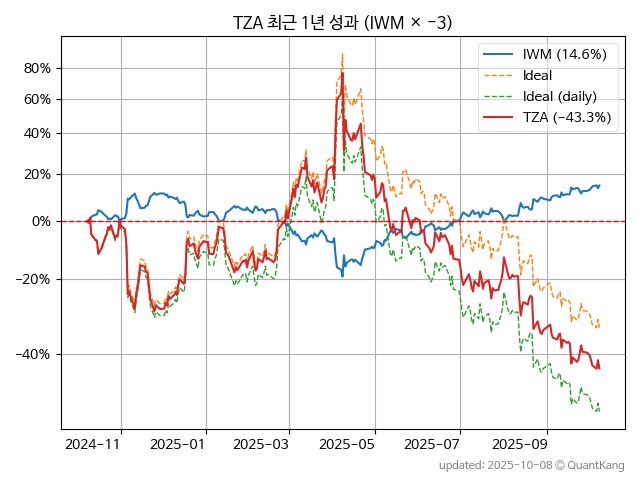 TZA 최근 1년 성과 (IWM × −3)
IWM (14.6%)
Ideal
Ideal (daily)
TZA (−43.3%)
80%
60%
40%
20%
0%
−20%
−40%
2024-11 2025-01 2025-03 2025-05 2025-07 2025-09
updated: 2025-10-08 © QuantKang